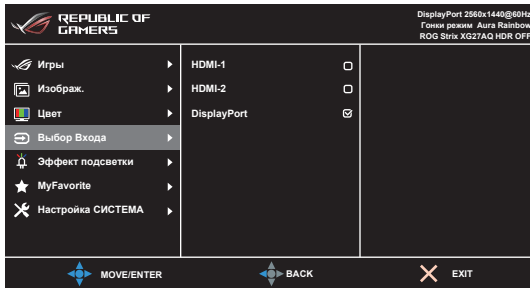 REPUBLIC OF
GAMERS
DisplayPort 2560x1440@60Hz
Гонки режим Aura Rainbow
ROG Strix XG27AQ HDR OFF
Игры
HDMI-1
Изображ.
HDMI-2
Цвет
DisplayPort
Выбор Входа
Эффект подсветки
MyFavorite
Настройка СИСТЕМА
MOVE/ENTER
BACK
EXIT